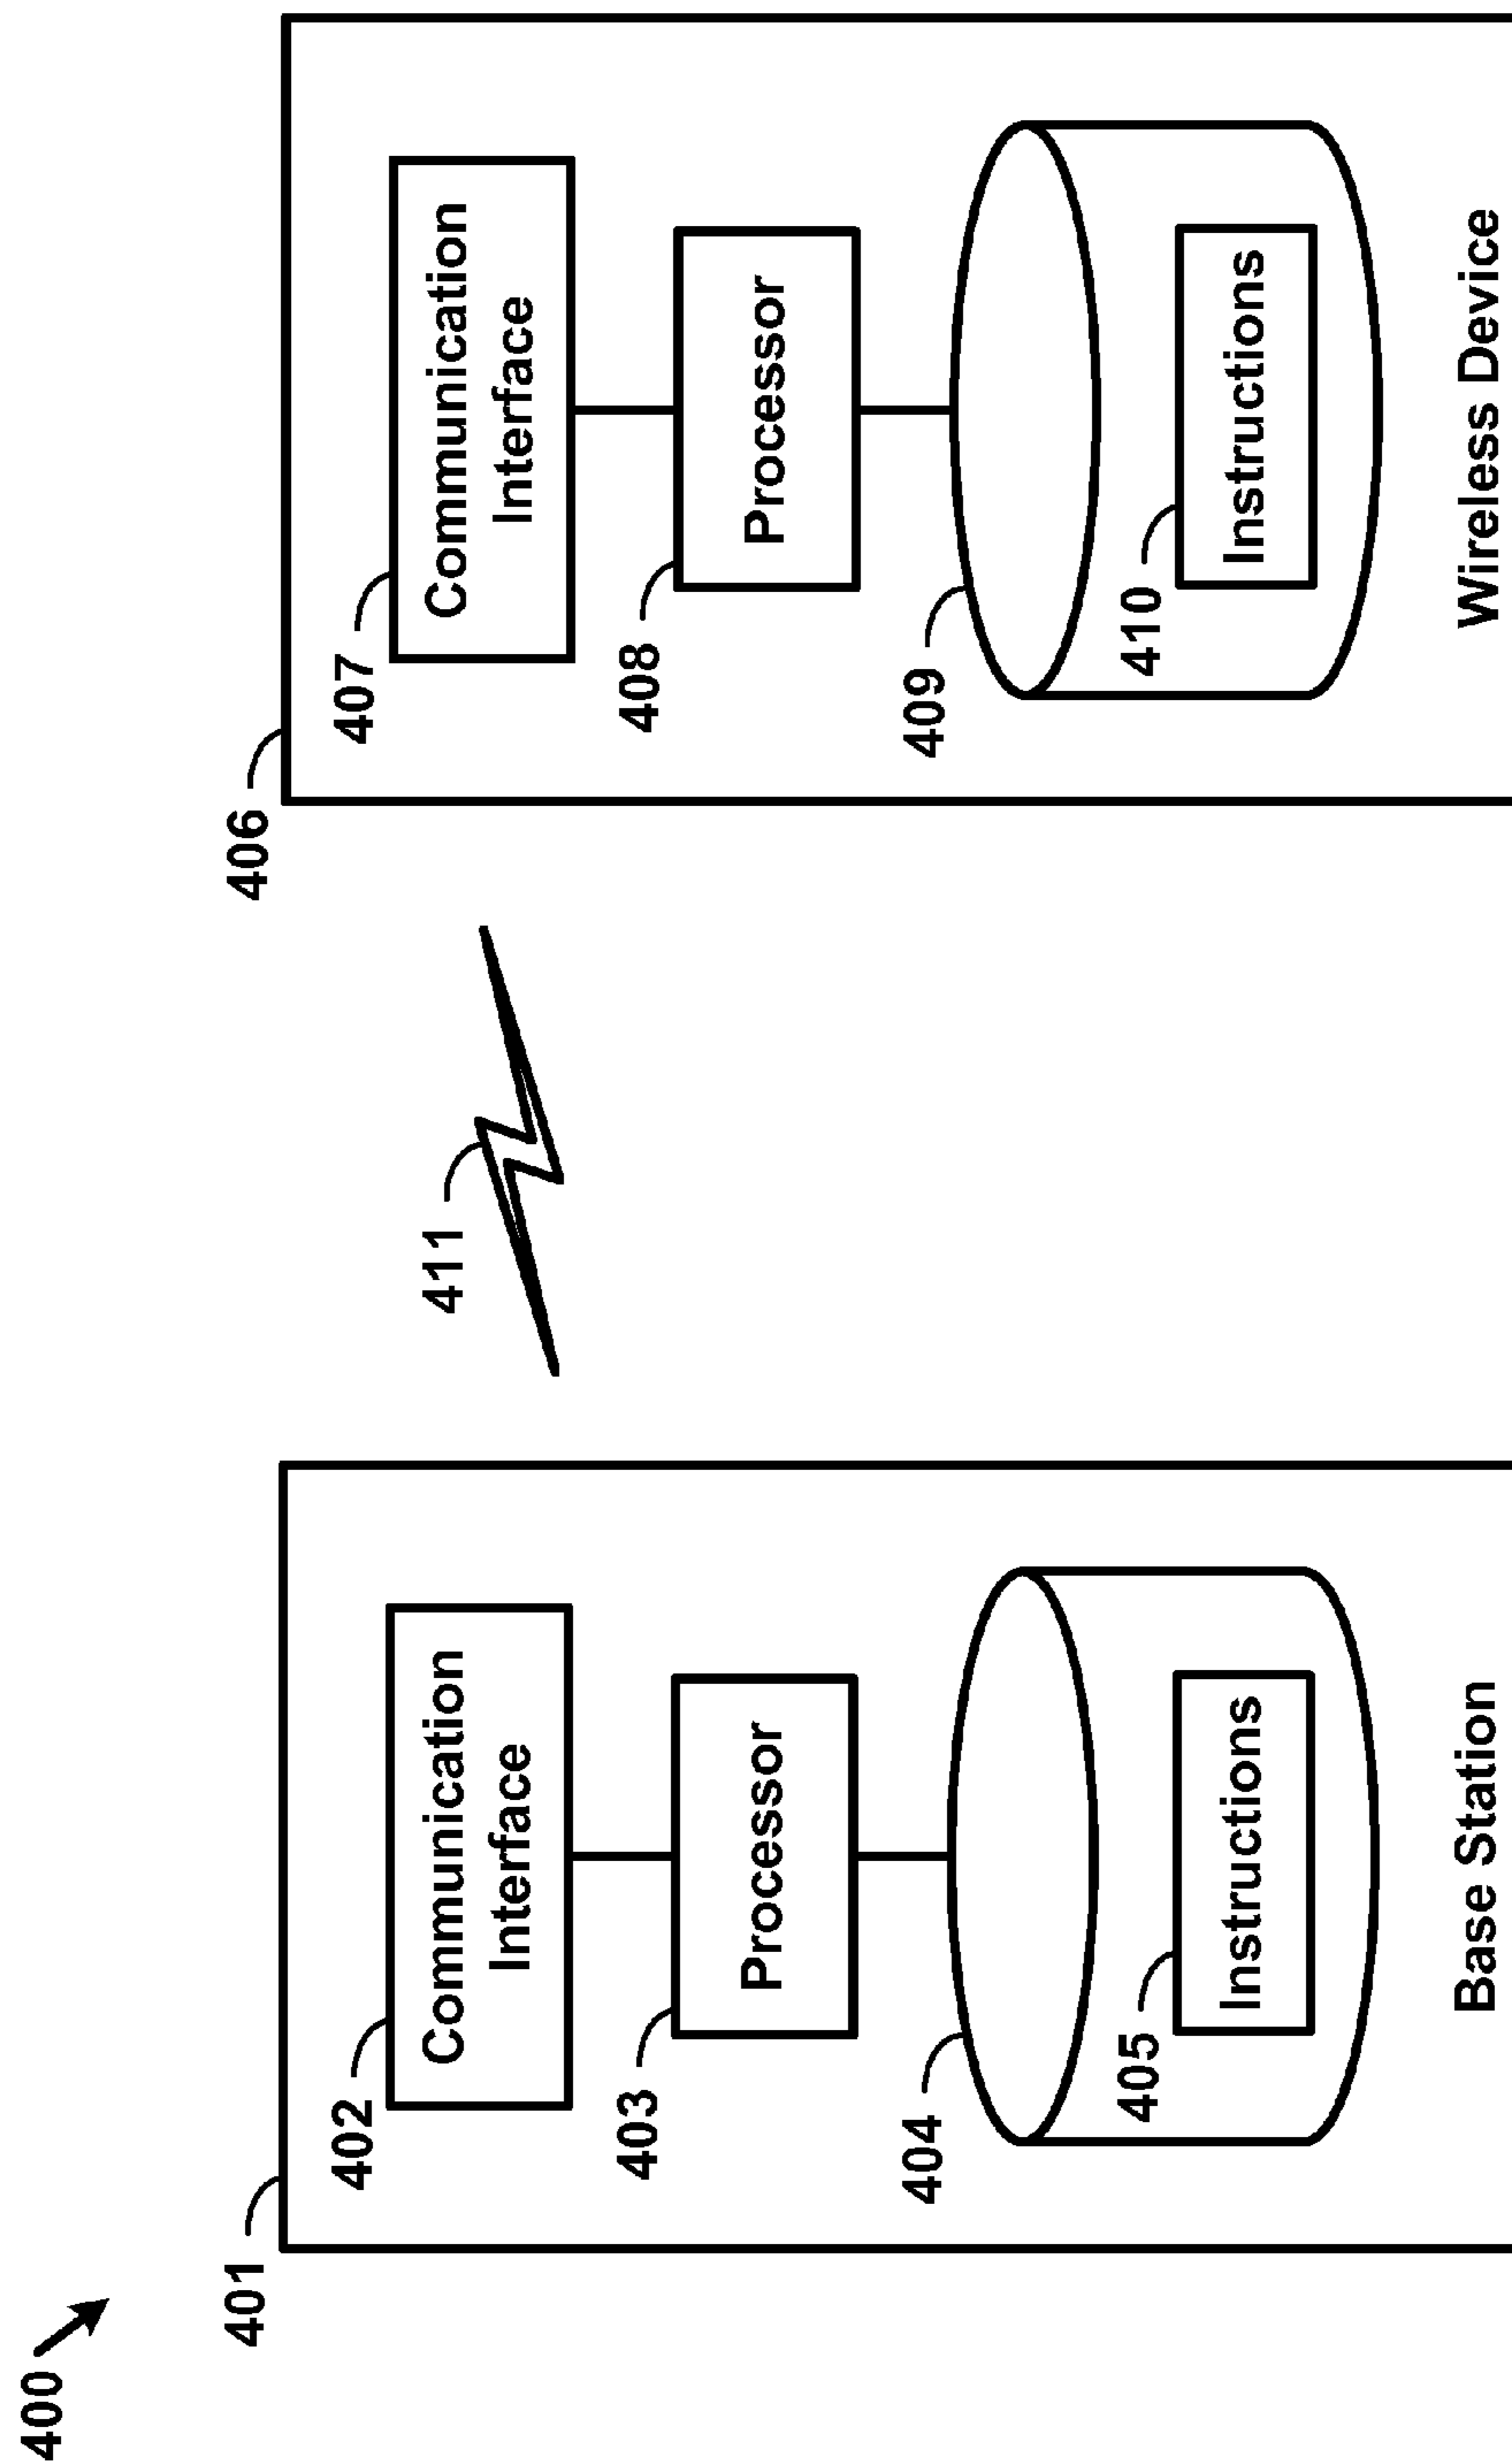 400
401
402
Communication
Interface
403
Processor
404
405
Instructions
Base Station
411
406
407
Communication
Interface
408
Processor
409
410
Instructions
Wireless Device